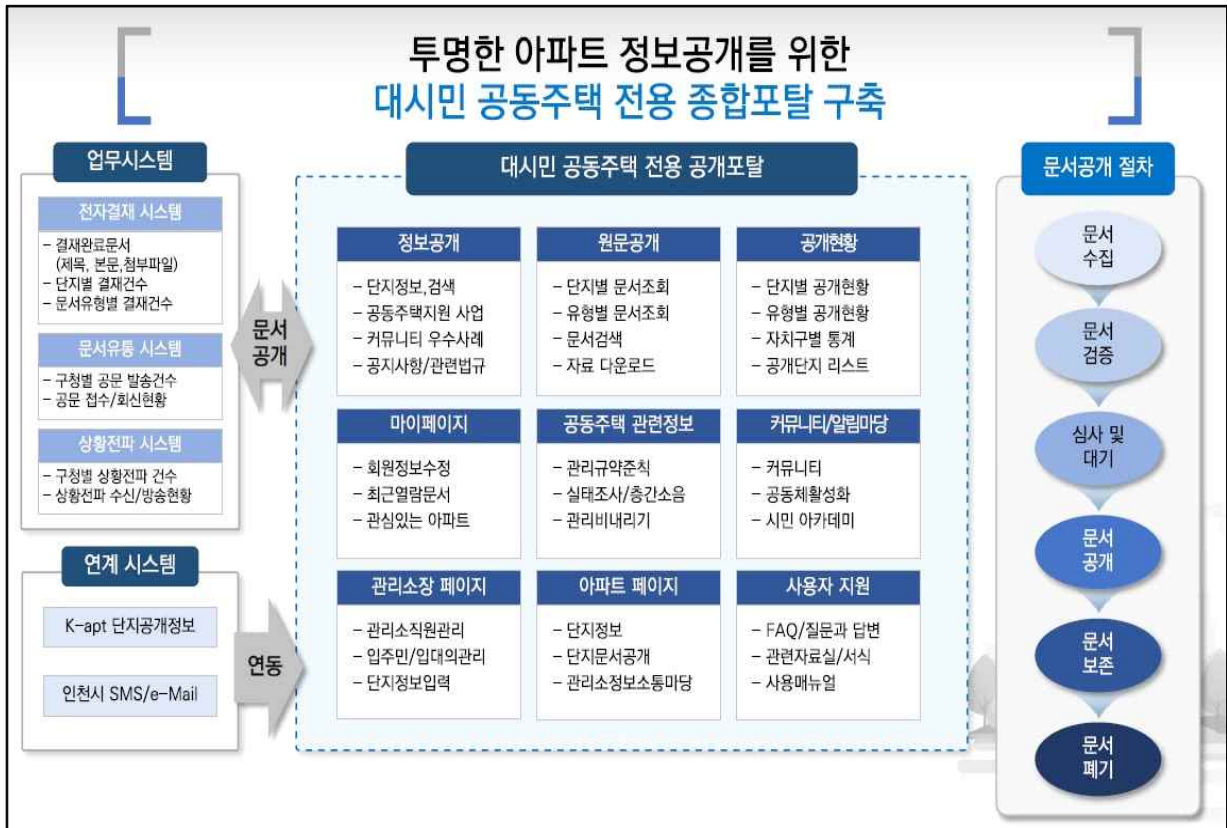 투명한 아파트 정보공개를 위한
대시민 공동주택 전용 종합포탈 구축
업무시스템
전자결재 시스템
- 결재완료문서
(제목, 본문,첨부파일)
- 단지별 결재건수
- 문서유형별 결재건수
문서유통 시스템
- 구청별 공문 발송건수
- 공문 접수/회신현황
상황전파 시스템
- 구청별 상황전파 건수
- 상황전파 수신/방송현황
연계 시스템
K-apt 단지공개정보
인천시 SMS/e-Mail
문서
공개
연동
대시민 공동주택 전용 공개포탈
정보공개
- 단지정보,검색
- 공동주택지원 사업
- 커뮤니티 우수사례
- 공지사항/관련법규
원문공개
- 단지별 문서조회
- 유형별 문서조회
- 문서검색
- 자료 다운로드
공개현황
- 단지별 공개현황
- 유형별 공개현황
- 자치구별 통계
- 공개단지 리스트
마이페이지
- 회원정보수정
- 최근열람문서
- 관심있는 아파트
공동주택 관련정보
- 관리규약준칙
- 실태조사/층간소음
- 관리비내리기
커뮤니티/알림마당
- 커뮤니티
- 공동체활성화
- 시민 아카데미
관리소장 페이지
- 관리소직원관리
- 입주민/입대의관리
- 단지정보입력
아파트 페이지
- 단지정보
- 단지문서공개
- 관리소정보소통마당
사용자 지원
- FAQ/질문과 답변
- 관련자료실/서식
- 사용매뉴얼
문서공개 절차
문서
수집
문서
검증
심사 및
대기
문서
공개
문서
보존
문서
폐기